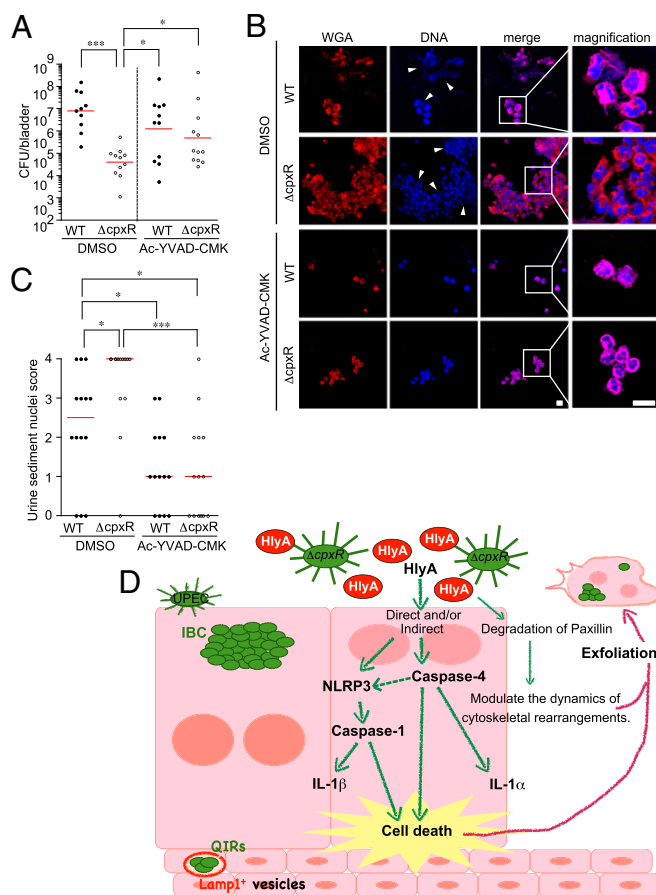 A
***
*
*
CFU/bladder
10⁹
10⁸
10⁷
10⁶
10⁵
10⁴
10³
10²
WT ΔcpxR WT ΔcpxR
DMSO Ac-YVAD-CMK
B
WGA DNA merge magnification
DMSO
WT
ΔcpxR
Ac-YVAD-CMK
WT
ΔcpxR
C
*
*
*
***
Urine sediment nuclei score
4
3
2
1
0
WT ΔcpxR WT ΔcpxR
DMSO Ac-YVAD-CMK
D
HlyA
ΔcpxR
HlyA
HlyA
ΔcpxR
HlyA
HlyA
HlyA
UPEC
IBC
Direct and/or
Indirect
Degradation of Paxillin
Exfoliation
NLRP3
Caspase-4
Modulate the dynamics of
cytoskeletal rearrangements.
Caspase-1
IL-1β
IL-1α
Cell death
QIRs
Lamp1⁺ vesicles